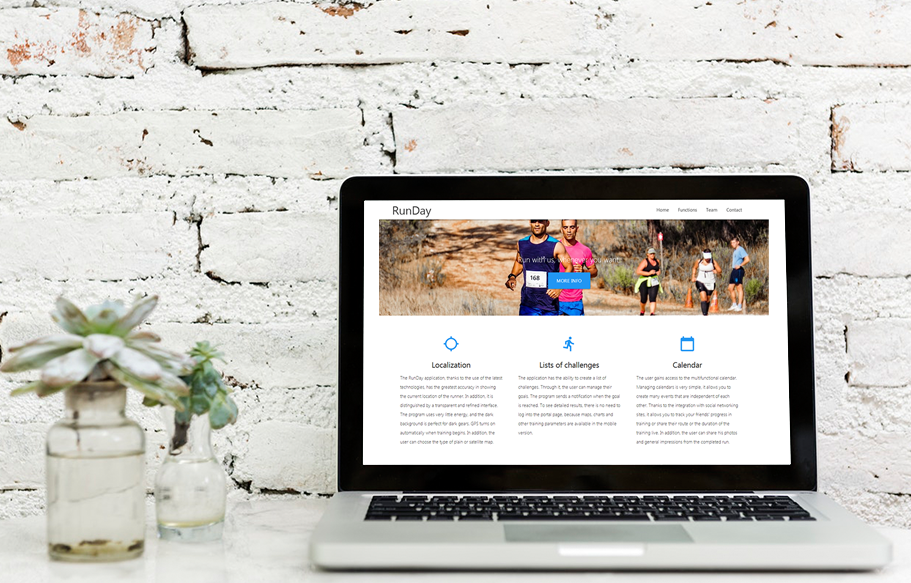 RunDay
Home Functions Team Contact
Run with us, whenever you want!
168
MORE INFO
Localization
The RunDay application, thanks to the use of the latest
technologies, has the greatest accuracy in showing
the current location of the runner. In addition, it is
distinguished by a transparent and refined interface.
The program uses very little energy, and the dark
background is perfect for dark gears. GPS turns on
automatically when training begins. In addition, the
user can choose the type of plain or satellite map.
Lists of challenges
The application has the ability to create a list of
challenges. Through it, the user can manage their
goals. The program sends a notification when the goal
is reached. To see detailed results, there is no need to
log into the portal page, because maps, charts and
other training parameters are available in the mobile
version.
Calendar
The user gains access to the multifunctional calendar.
Managing calendars is very simple, it allows you to
create many events that are independent of each
other. Thanks to the integration with social networking
sites, it allows you to track your friends' progress in
training or share their route or the duration of the
training live. In addition, the user can share his photos
and general impressions from the completed run.